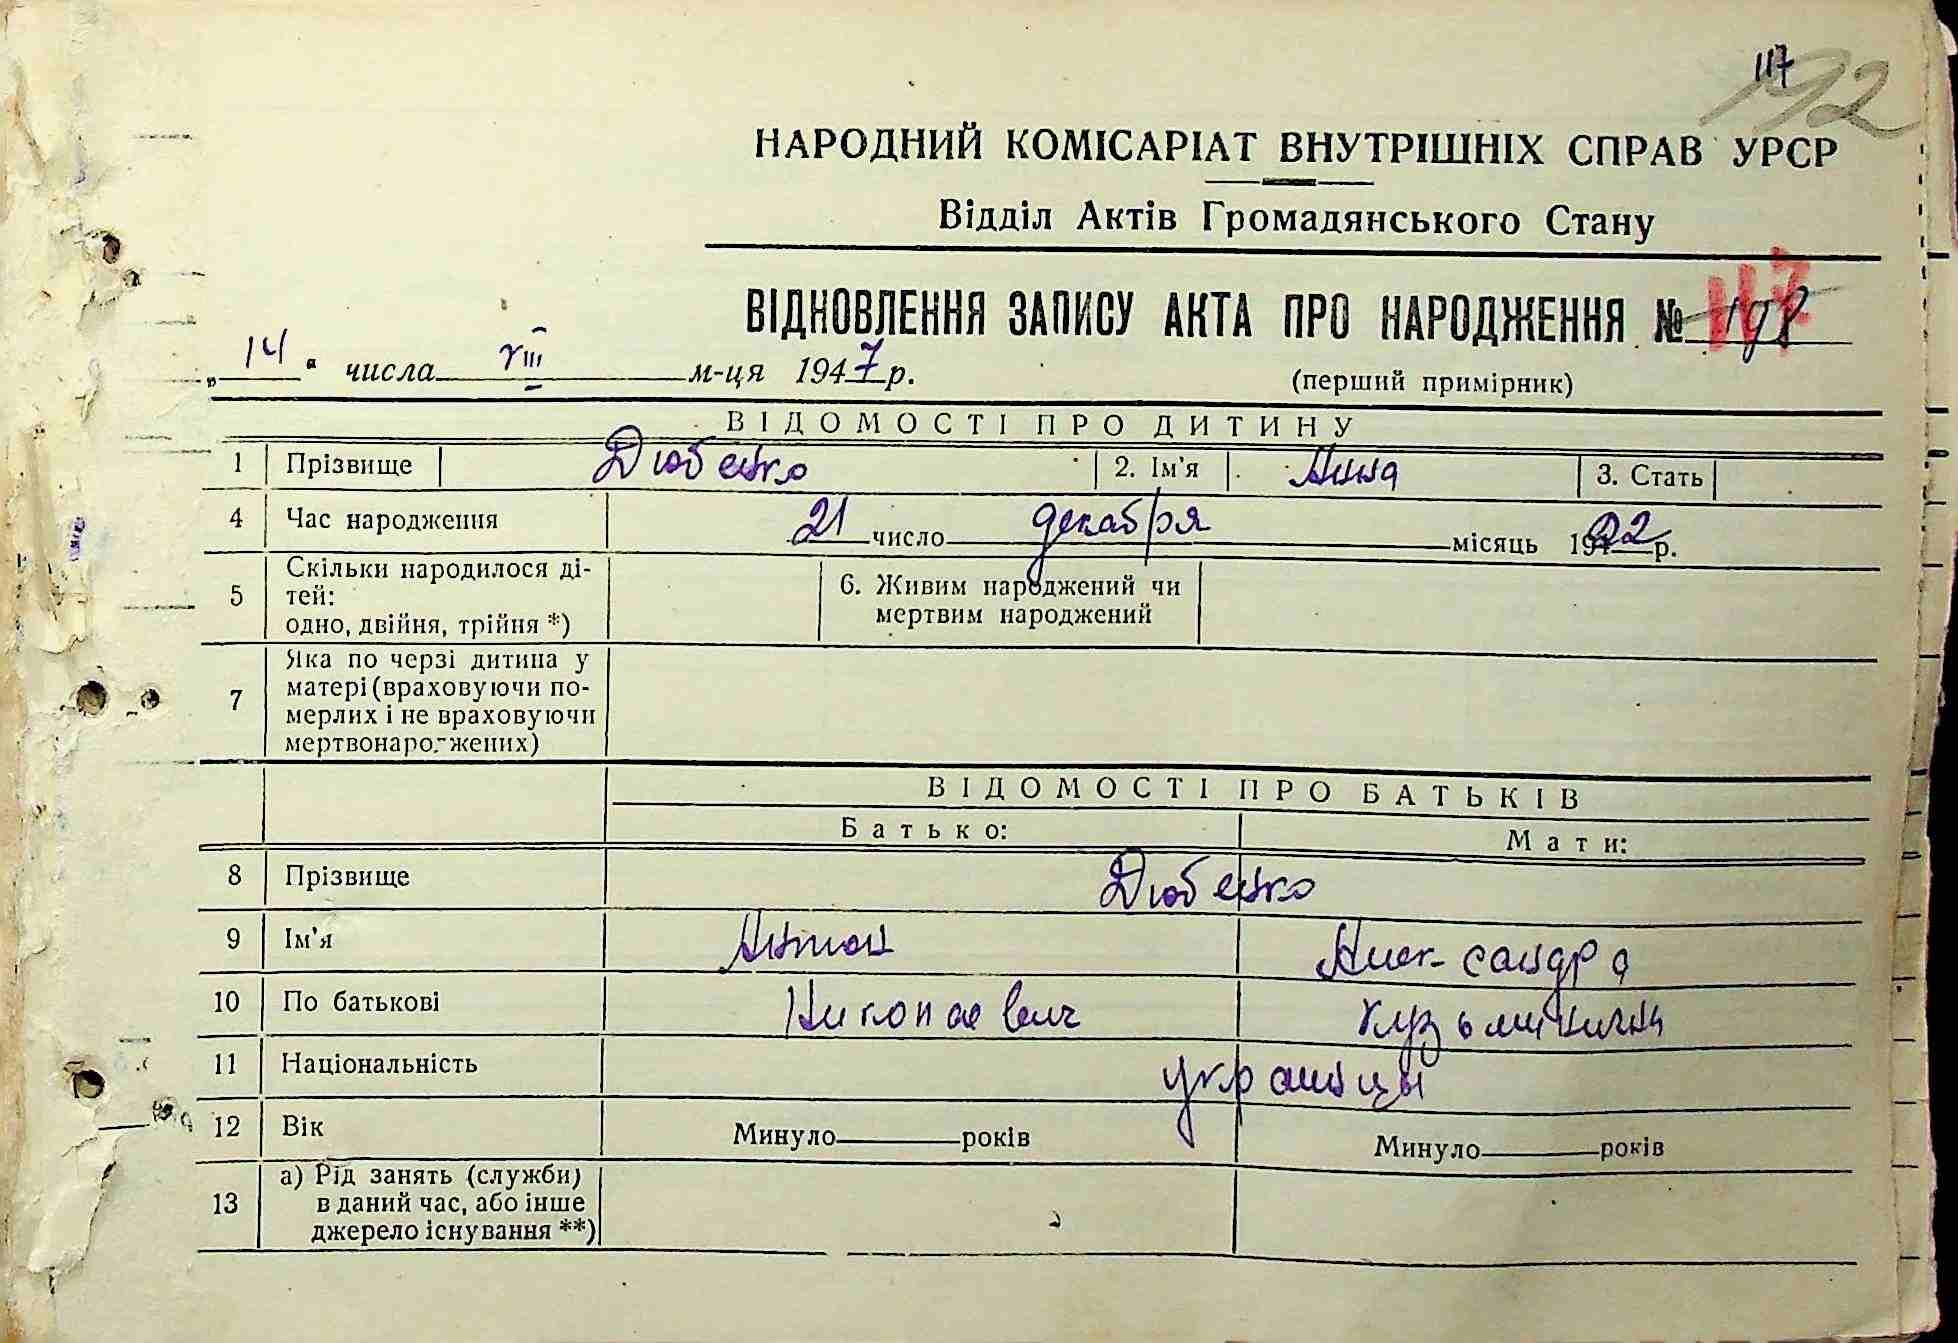 117
192
НАРОДНИЙ КОМІСАРІАТ ВНУТРІШНІХ СПРАВ УРСР
Відділ Актів Громадянського Стану
ВІДНОВЛЕННЯ ЗАПИСУ АКТА ПРО НАРОДЖЕННЯ № 198 117
„14“ числа VIII м-ця 1947 р.
(перший примірник)
ВІДОМОСТІ ПРО ДИТИНУ
1 Прізвище Дюбенко 2. Ім'я Анна 3. Стать
4 Час народження 21 число декабря місяць 1922 р.
5 Скільки народилося ді-
тей:
одно, двійня, трійня *)
6. Живим народжений чи
мертвим народжений
7 Яка по черзі дитина у
матері (враховуючи по-
мерлих і не враховуючи
мертвонароджених)
ВІДОМОСТІ ПРО БАТЬКІВ
Батько: Мати:
8 Прізвище Дюбенко
9 Ім'я Антон Александра
10 По батькові Николаевич Кузьминична
11 Національність украинцы
12 Вік Минуло років Минуло років
13 а) Рід занять (служби)
в даний час, або інше
джерело існування **)